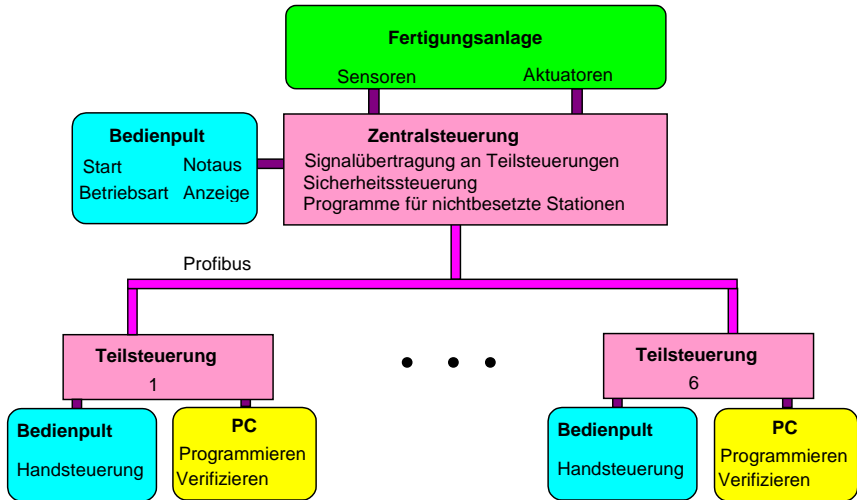 Fertigungsanlage
Sensoren Aktuatoren
Bedienpult
Start Notaus
Betriebsart Anzeige
Zentralsteuerung
Signalübertragung an Teilsteuerungen
Sicherheitssteuerung
Programme für nichtbesetzte Stationen
Profibus
Teilsteuerung
1
• • •
Teilsteuerung
6
Bedienpult
Handsteuerung
PC
Programmieren
Verifizieren
Bedienpult
Handsteuerung
PC
Programmieren
Verifizieren